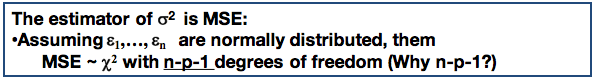 The estimator of σ² is MSE:
•Assuming ε₁,…, εₙ are normally distributed, them
MSE ~ χ² with n-p-1 degrees of freedom (Why n-p-1?)